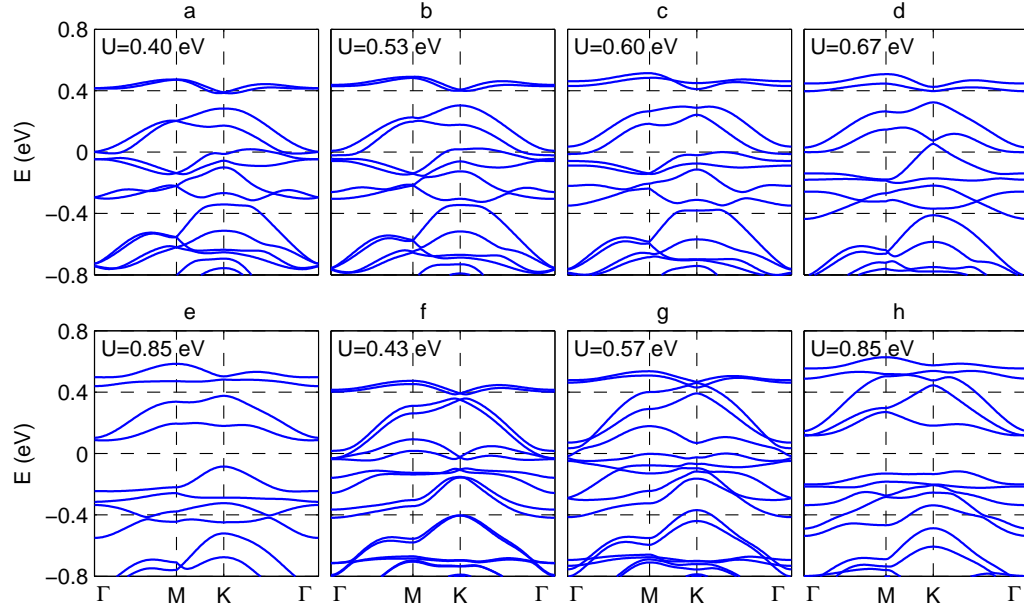 a b c d
0.8 U=0.40 eV U=0.53 eV U=0.60 eV U=0.67 eV
0.4
E (eV)
0
−0.4
−0.8
e f g h
0.8 U=0.85 eV U=0.43 eV U=0.57 eV U=0.85 eV
0.4
E (eV)
0
−0.4
−0.8
Γ M K Γ Γ M K Γ Γ M K Γ Γ M K Γ